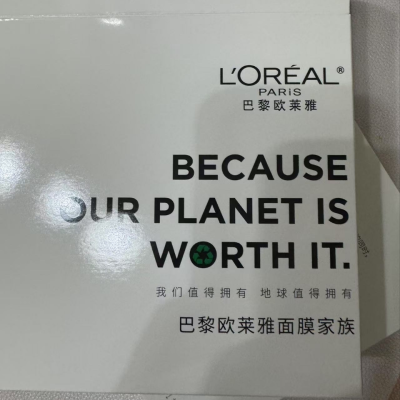 L'ORÉAL®
PARIS
巴黎欧莱雅
BECAUSE
OUR PLANET IS
WORTH IT.
我们值得拥有 地球值得拥有
巴黎欧莱雅面膜家族